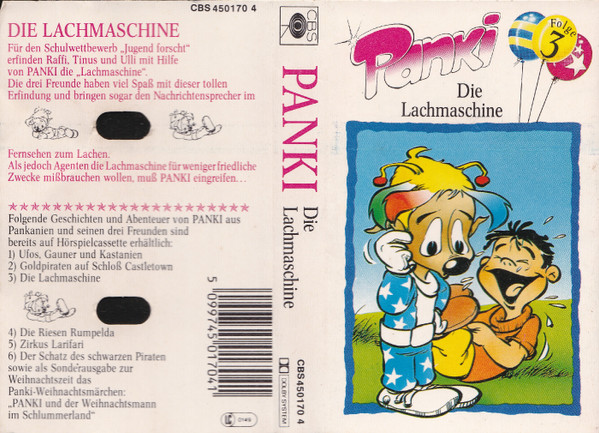 CBS 450170 4
DIE LACHMASCHINE
Für den Schulwettbewerb „Jugend forscht“
erfinden Raffi, Tinus und Ulli mit Hilfe
von PANKI die „Lachmaschine“.
Die drei Freunde haben viel Spaß mit dieser tollen
Erfindung und bringen sogar den Nachrichtensprecher im
Fernsehen zum Lachen.
Als jedoch Agenten die Lachmaschine für weniger friedliche
Zwecke mißbrauchen wollen, muß PANKI eingreifen...
Folgende Geschichten und Abenteuer von PANKI aus
Pankanien und seinen drei Freunden sind
bereits auf Hörspielcassette erhältlich:
1) Ufos, Gauner und Kastanien
2) Goldpiraten auf Schloß Castletown
3) Die Lachmaschine
4) Die Riesen Rumpelda
5) Zirkus Larifari
6) Der Schatz des schwarzen Piraten
sowie als Sonderausgabe zur
Weihnachtszeit das
Panki-Weihnachtsmärchen:
„PANKI und der Weihnachtsmann
im Schlummerland“
5 099745 017041
CBS
PANKI
Die
Lachmaschine
DOLBY SYSTEM
CBS 450170 4
Panki
Folge
3
Die
Lachmaschine